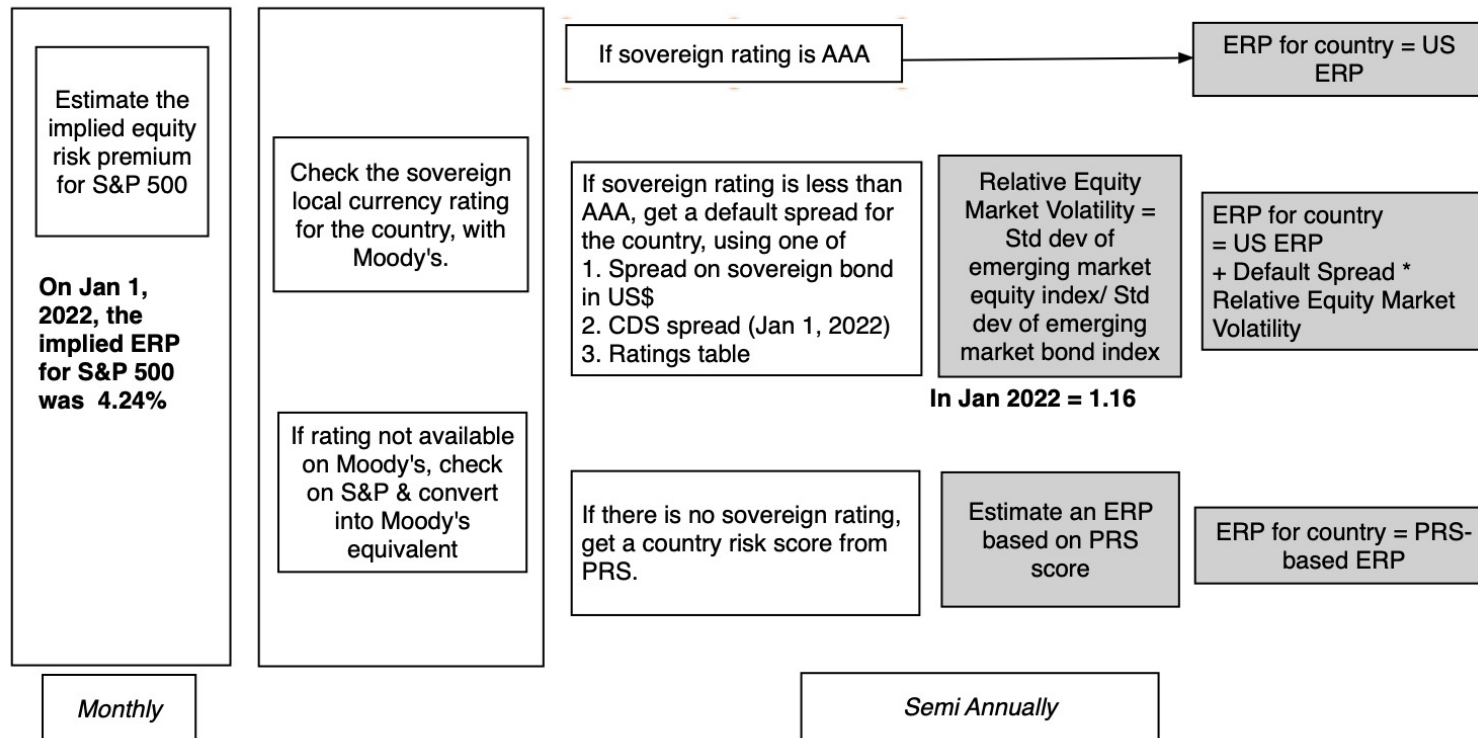 Estimate the
implied equity
risk premium
for S&P 500
On Jan 1,
2022, the
implied ERP
for S&P 500
was 4.24%
Monthly
Check the sovereign
local currency rating
for the country, with
Moody's.
If rating not available
on Moody's, check
on S&P & convert
into Moody's
equivalent
If sovereign rating is AAA
ERP for country = US
ERP
If sovereign rating is less than
AAA, get a default spread for
the country, using one of
1. Spread on sovereign bond
in US$
2. CDS spread (Jan 1, 2022)
3. Ratings table
Relative Equity
Market Volatility =
Std dev of
emerging market
equity index/ Std
dev of emerging
market bond index
In Jan 2022 = 1.16
ERP for country
= US ERP
+ Default Spread *
Relative Equity Market
Volatility
If there is no sovereign rating,
get a country risk score from
PRS.
Estimate an ERP
based on PRS
score
ERP for country = PRS-
based ERP
Semi Annually